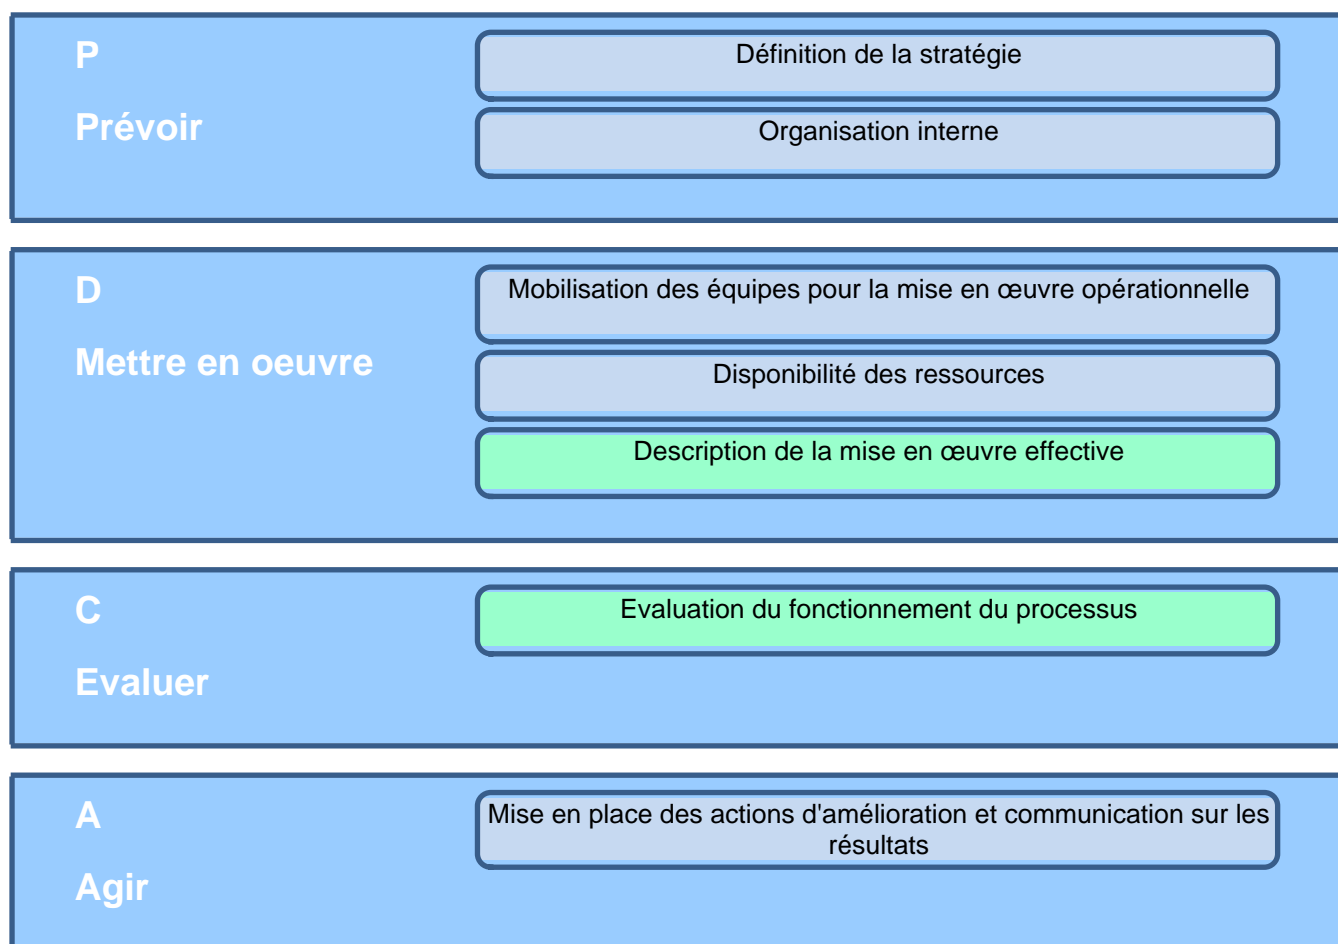 P
Prévoir
Définition de la stratégie
Organisation interne
D
Mettre en oeuvre
Mobilisation des équipes pour la mise en œuvre opérationnelle
Disponibilité des ressources
Description de la mise en œuvre effective
C
Evaluer
Evaluation du fonctionnement du processus
A
Agir
Mise en place des actions d'amélioration et communication sur les
résultats